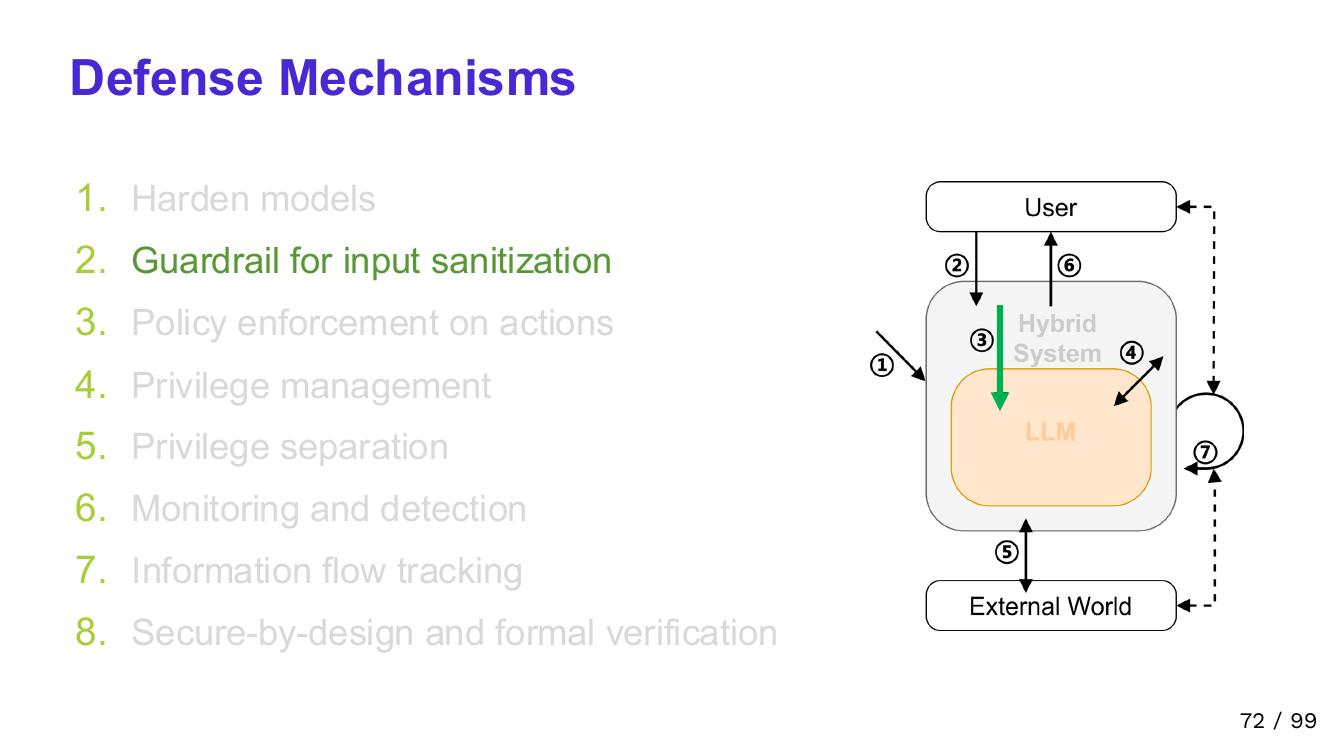 Defense Mechanisms
1. Harden models
2. Guardrail for input sanitization
3. Policy enforcement on actions
4. Privilege management
5. Privilege separation
6. Monitoring and detection
7. Information flow tracking
8. Secure-by-design and formal verification
User
② ⑥
Hybrid
③
System ④
①
LLM
⑦
⑤
External World
72 / 99